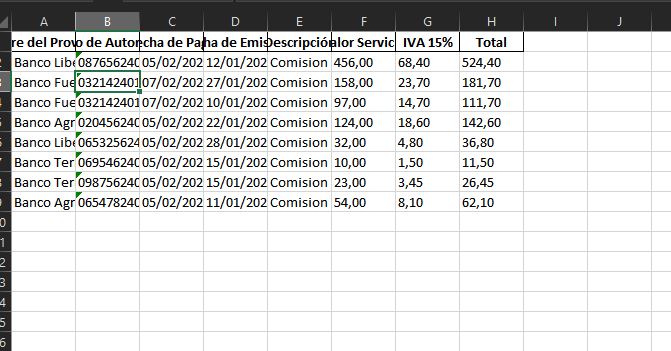 A B C D E F G H I J K
re del Prov o de Autor echa de Pa ha de Emis Descripción alor Servic IVA 15% Total
2 Banco Libe 087656240 05/02/202 12/01/202 Comision 456,00 68,40 524,40
3 Banco Fue 032142401 07/02/202 27/01/202 Comision 158,00 23,70 181,70
4 Banco Fue 032142401 07/02/202 10/01/202 Comision 97,00 14,70 111,70
5 Banco Agr 020456240 05/02/202 22/01/202 Comision 124,00 18,60 142,60
6 Banco Libe 065325624 05/02/202 28/01/202 Comision 32,00 4,80 36,80
7 Banco Ter 069546240 05/02/202 15/01/202 Comision 10,00 1,50 11,50
8 Banco Ter 098756240 05/02/202 15/01/202 Comision 23,00 3,45 26,45
9 Banco Agr 065478240 05/02/202 11/01/202 Comision 54,00 8,10 62,10
0
1
2
3
4
5
6